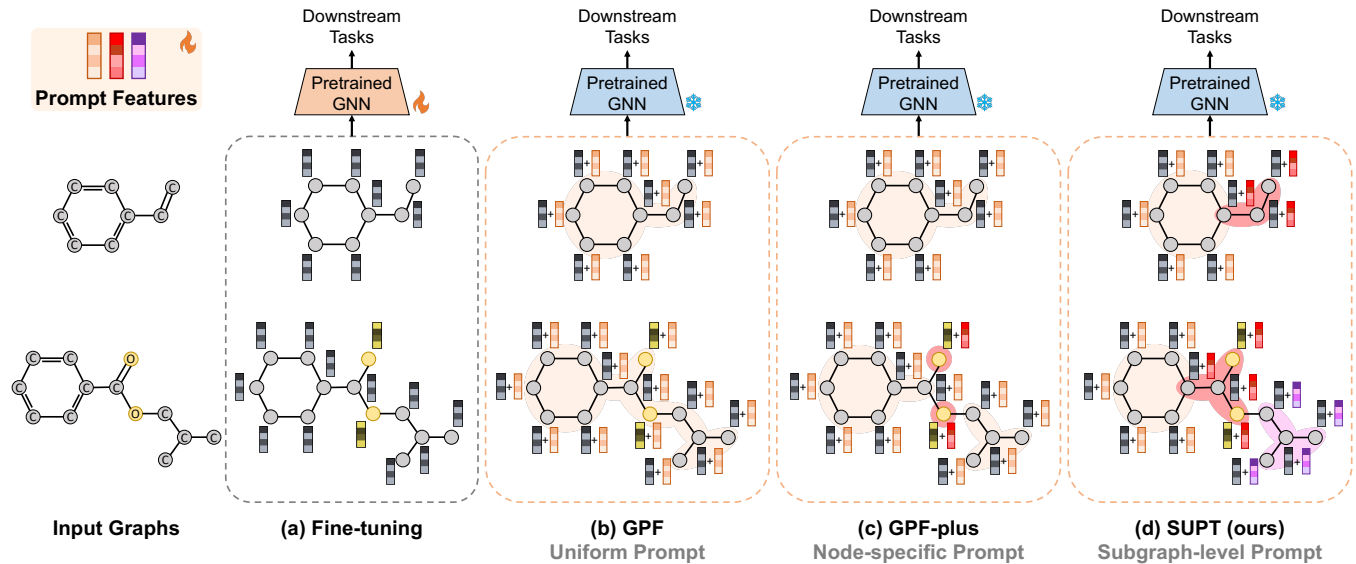 Prompt Features
Downstream
Tasks
Pretrained
GNN
Downstream
Tasks
Pretrained
GNN
Downstream
Tasks
Pretrained
GNN
Downstream
Tasks
Pretrained
GNN
C C C
C C C
C C
C C O
C C C
C C O C
C C
C
Input Graphs
(a) Fine-tuning
(b) GPF
Uniform Prompt
(c) GPF-plus
Node-specific Prompt
(d) SUPT (ours)
Subgraph-level Prompt